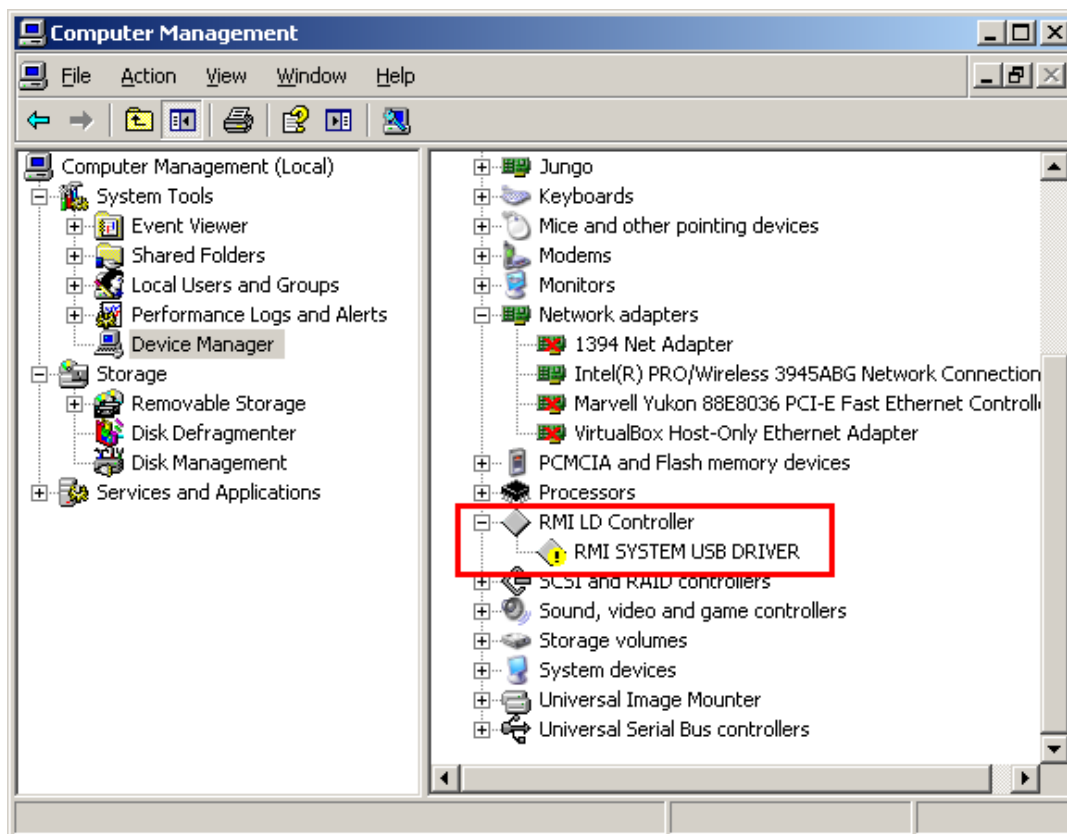 Computer Management
File Action View Window Help
Computer Management (Local)
System Tools
Event Viewer
Shared Folders
Local Users and Groups
Performance Logs and Alerts
Device Manager
Storage
Removable Storage
Disk Defragmenter
Disk Management
Services and Applications
Jungo
Keyboards
Mice and other pointing devices
Modems
Monitors
Network adapters
1394 Net Adapter
Intel(R) PRO/Wireless 3945ABG Network Connection
Marvell Yukon 88E8036 PCI-E Fast Ethernet Controll
VirtualBox Host-Only Ethernet Adapter
PCMCIA and Flash memory devices
Processors
RMI LD Controller
RMI SYSTEM USB DRIVER
SCSI and RAID controllers
Sound, video and game controllers
Storage volumes
System devices
Universal Image Mounter
Universal Serial Bus controllers